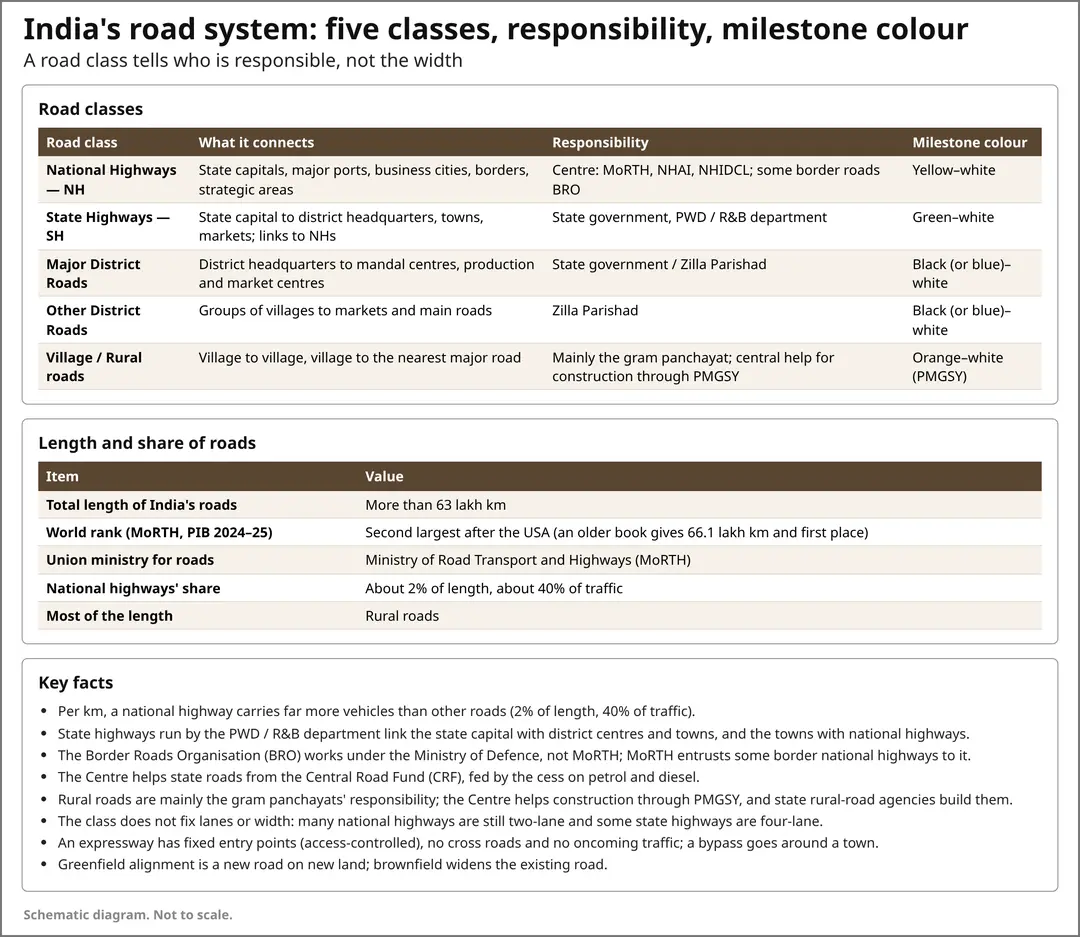 India's road system: five classes, responsibility, milestone colour
A road class tells who is responsible, not the width
Road classes
Road class What it connects Responsibility Milestone colour
National Highways — NH State capitals, major ports, business cities, borders, strategic areas Centre: MoRTH, NHAI, NHIDCL; some border roads BRO Yellow–white
State Highways — SH State capital to district headquarters, towns, markets; links to NHs State government, PWD / R&B department Green–white
Major District Roads District headquarters to mandal centres, production and market centres State government / Zilla Parishad Black (or blue)–white
Other District Roads Groups of villages to markets and main roads Zilla Parishad Black (or blue)–white
Village / Rural roads Village to village, village to the nearest major road Mainly the gram panchayat; central help for construction through PMGSY Orange–white (PMGSY)
Length and share of roads
Item Value
Total length of India's roads More than 63 lakh km
World rank (MoRTH, PIB 2024–25) Second largest after the USA (an older book gives 66.1 lakh km and first place)
Union ministry for roads Ministry of Road Transport and Highways (MoRTH)
National highways' share About 2% of length, about 40% of traffic
Most of the length Rural roads
Key facts
• Per km, a national highway carries far more vehicles than other roads (2% of length, 40% of traffic).
• State highways run by the PWD / R&B department link the state capital with district centres and towns, and the towns with national highways.
• The Border Roads Organisation (BRO) works under the Ministry of Defence, not MoRTH; MoRTH entrusts some border national highways to it.
• The Centre helps state roads from the Central Road Fund (CRF), fed by the cess on petrol and diesel.
• Rural roads are mainly the gram panchayats' responsibility; the Centre helps construction through PMGSY, and state rural-road agencies build them.
• The class does not fix lanes or width: many national highways are still two-lane and some state highways are four-lane.
• An expressway has fixed entry points (access-controlled), no cross roads and no oncoming traffic; a bypass goes around a town.
• Greenfield alignment is a new road on new land; brownfield widens the existing road.
Schematic diagram. Not to scale.